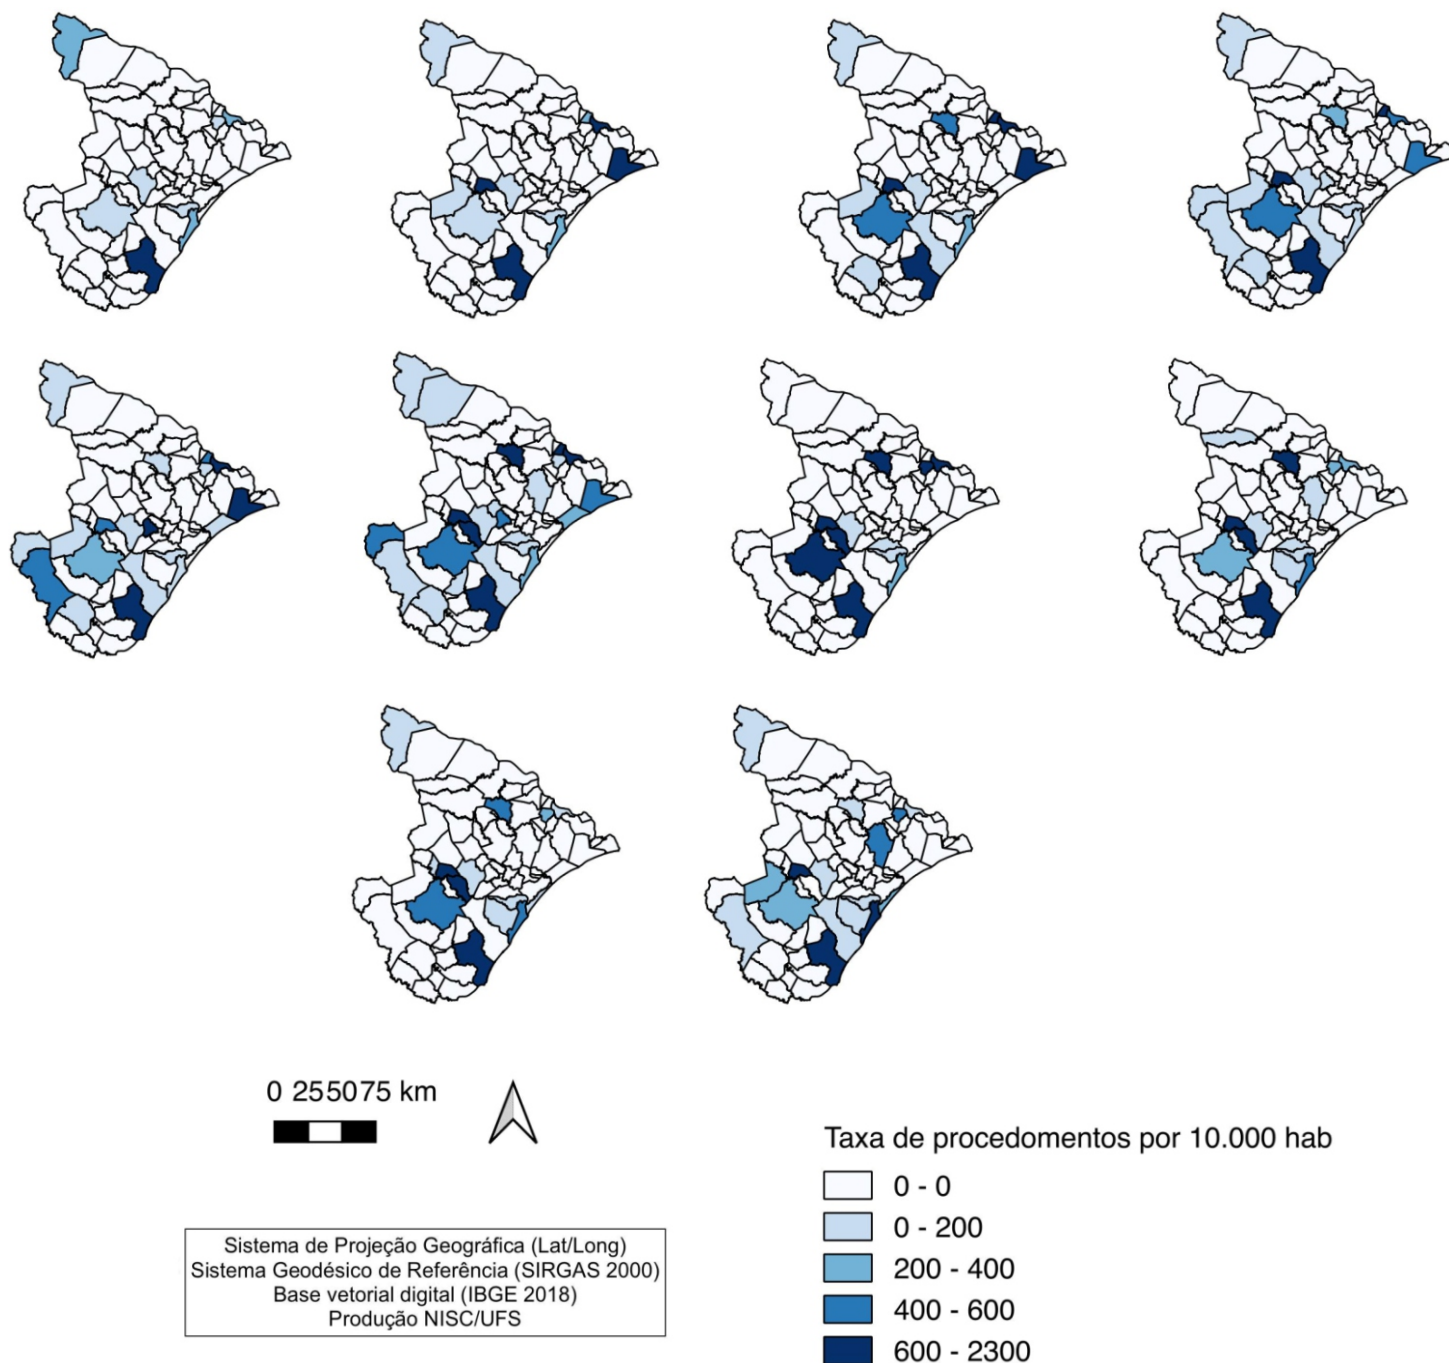 0 255075 km
Taxa de procedomentos por 10.000 hab
0 - 0
0 - 200
200 - 400
400 - 600
600 - 2300
Sistema de Projeção Geográfica (Lat/Long)
Sistema Geodésico de Referência (SIRGAS 2000)
Base vetorial digital (IBGE 2018)
Produção NISC/UFS